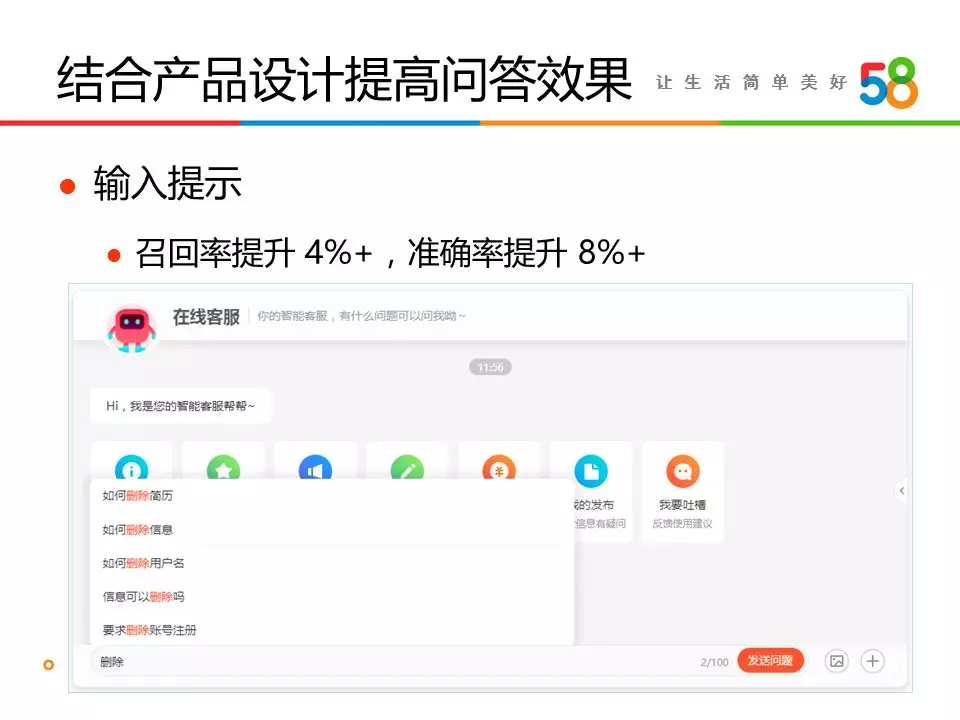 结合产品设计提高问答效果
让生活简单美好
58
输入提示
召回率提升 4%+，准确率提升 8%+
在线客服
你的智能客服，有什么问题可以问我呦~
11:56
Hi，我是您的智能客服帮帮~
我的发布
我要吐槽
信息有疑问
反馈使用建议
如何删除简历
如何删除信息
如何删除用户名
信息可以删除吗
要求删除账号注册
删除
2/100
发送问题